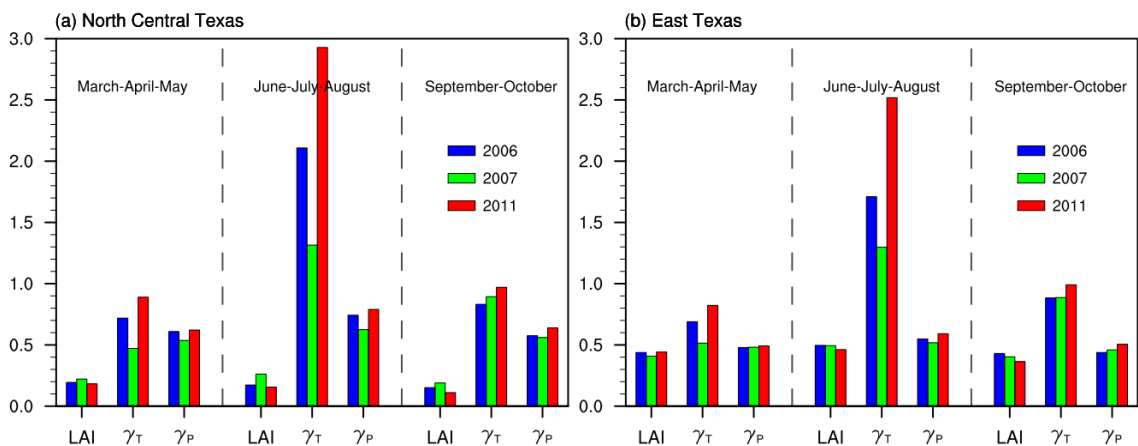 (a) North Central Texas
3.0
2.5
2.0
1.5
1.0
0.5
0.0
March-April-May
June-July-August
September-October
2006
2007
2011
LAI γT γP LAI γT γP LAI γT γP
(b) East Texas
3.0
2.5
2.0
1.5
1.0
0.5
0.0
March-April-May
June-July-August
September-October
2006
2007
2011
LAI γT γP LAI γT γP LAI γT γP